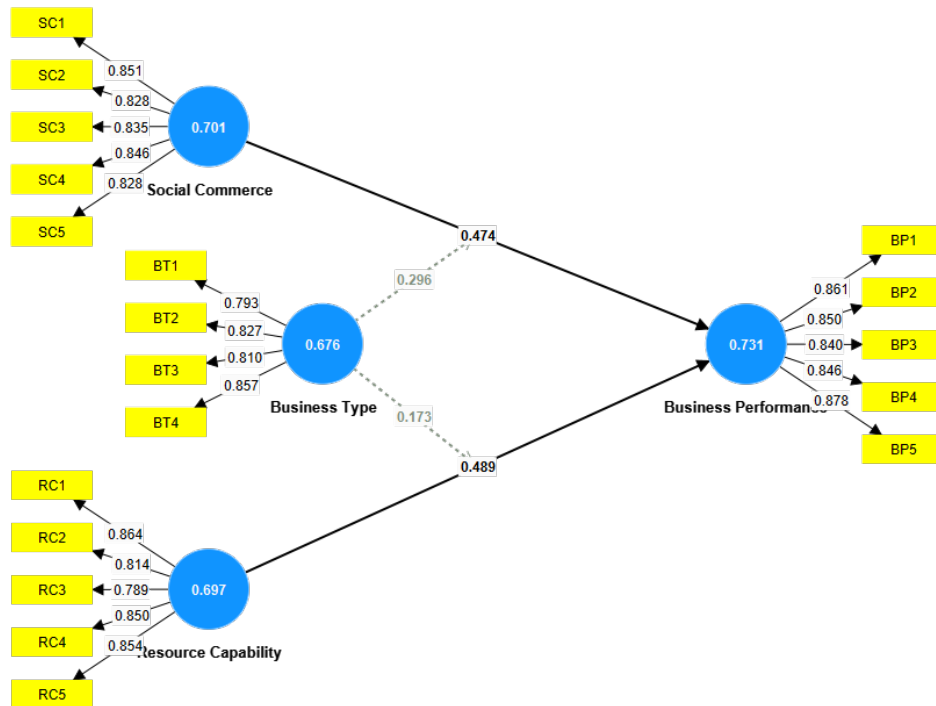 SC1
SC2
SC3
SC4
SC5
0.851
0.828
0.835
0.846
0.828
0.701
Social Commerce
BT1
BT2
BT3
BT4
0.793
0.827
0.810
0.857
0.676
Business Type
0.296
0.173
0.474
0.489
RC1
RC2
RC3
RC4
RC5
0.864
0.814
0.789
0.850
0.854
0.697
Resource Capability
0.731
Business Performance
0.861
0.850
0.840
0.846
0.878
BP1
BP2
BP3
BP4
BP5